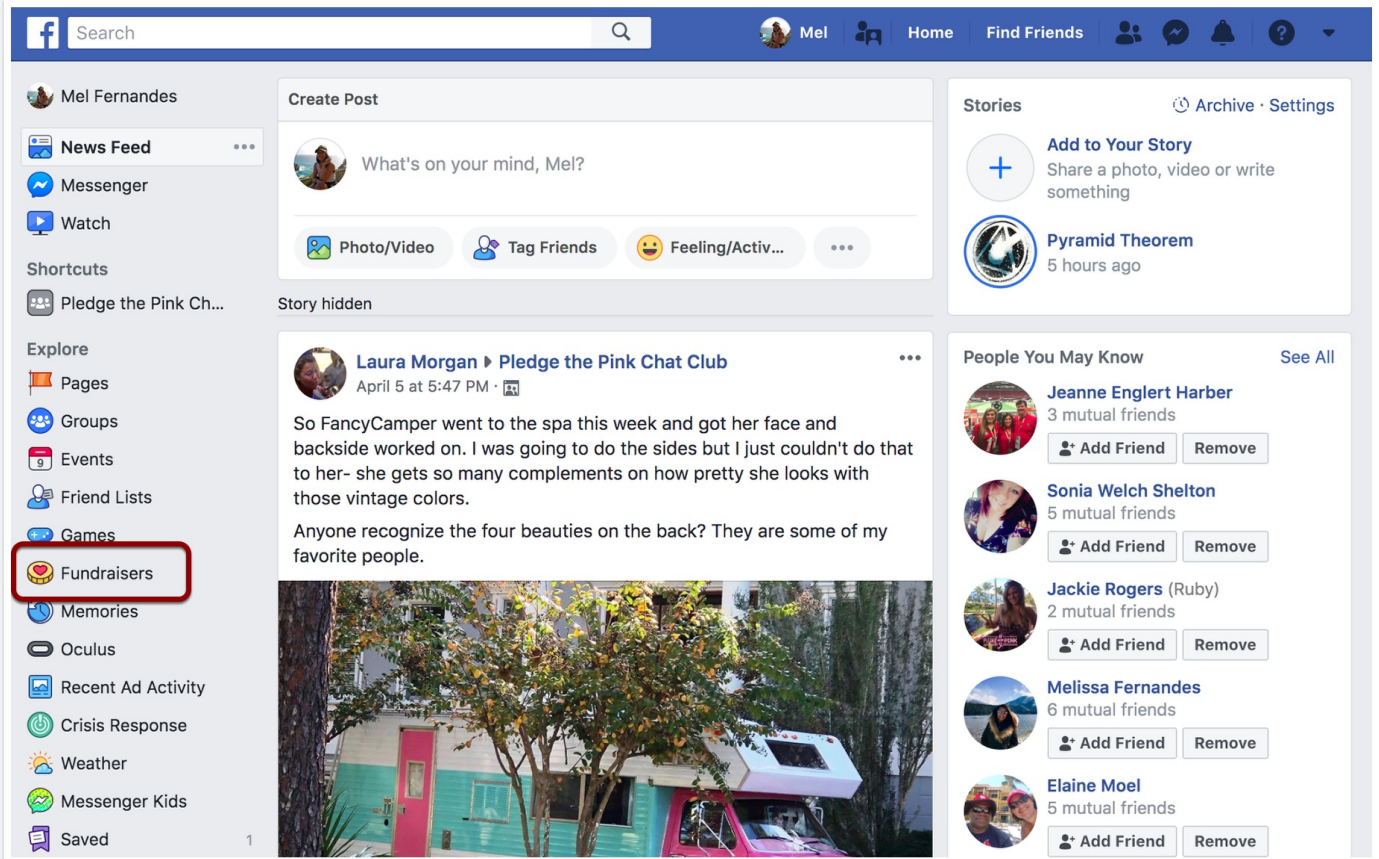 f
Search
Mel
Home
Find Friends
?
Mel Fernandes
News Feed
Messenger
Watch
Shortcuts
Pledge the Pink Ch...
Explore
Pages
Groups
9
Events
Friend Lists
Games
Fundraisers
Memories
Oculus
Recent Ad Activity
Crisis Response
Weather
Messenger Kids
Saved
1
Create Post
What's on your mind, Mel?
Photo/Video
Tag Friends
Feeling/Activ...
Story hidden
Laura Morgan ▸ Pledge the Pink Chat Club
April 5 at 5:47 PM ·
So FancyCamper went to the spa this week and got her face and
backside worked on. I was going to do the sides but I just couldn't do that
to her- she gets so many complements on how pretty she looks with
those vintage colors.
Anyone recognize the four beauties on the back? They are some of my
favorite people.
Stories
Archive · Settings
Add to Your Story
Share a photo, video or write
something
Pyramid Theorem
5 hours ago
People You May Know
See All
Jeanne Englert Harber
3 mutual friends
Add Friend
Remove
Sonia Welch Shelton
5 mutual friends
Add Friend
Remove
Jackie Rogers (Ruby)
2 mutual friends
Add Friend
Remove
Melissa Fernandes
6 mutual friends
Add Friend
Remove
Elaine Moel
5 mutual friends
Add Friend
Remove